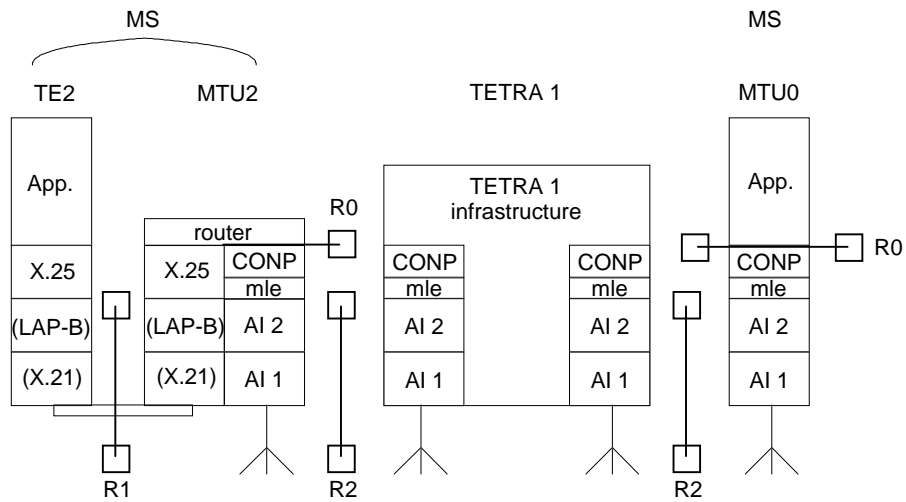 MS MS
TE2 MTU2 TETRA 1 MTU0
App. TETRA 1 App.
infrastructure
R0
router
R0
X.25 X.25 CONP CONP CONP CONP
mle mle mle mle
(LAP-B) (LAP-B) AI 2 AI 2 AI 2 AI 2
(X.21) (X.21) AI 1 AI 1 AI 1 AI 1
R1 R2 R2